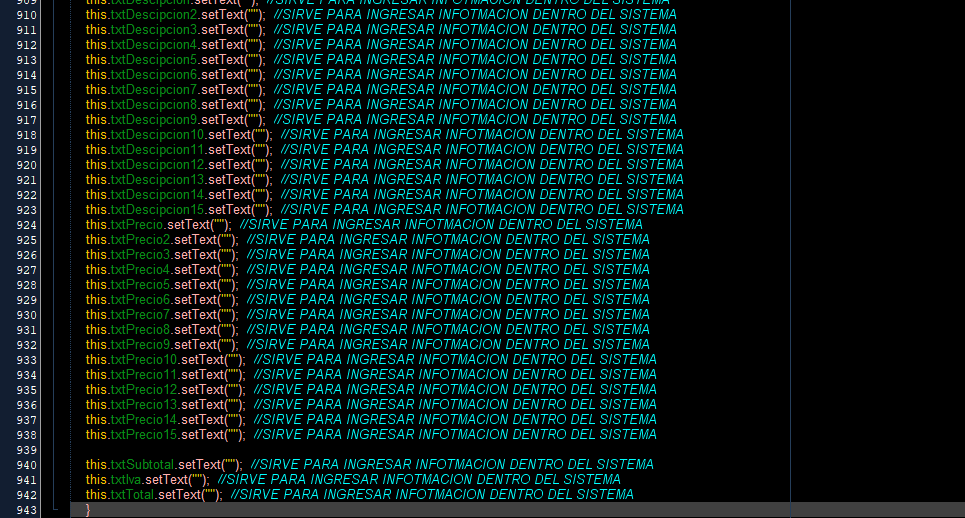 909 this.txtDescipcion.setText(""); //SIRVE PARA INGRESAR INFOTMACION DENTRO DEL SISTEMA
910 this.txtDescipcion2.setText(""); //SIRVE PARA INGRESAR INFOTMACION DENTRO DEL SISTEMA
911 this.txtDescipcion3.setText(""); //SIRVE PARA INGRESAR INFOTMACION DENTRO DEL SISTEMA
912 this.txtDescipcion4.setText(""); //SIRVE PARA INGRESAR INFOTMACION DENTRO DEL SISTEMA
913 this.txtDescipcion5.setText(""); //SIRVE PARA INGRESAR INFOTMACION DENTRO DEL SISTEMA
914 this.txtDescipcion6.setText(""); //SIRVE PARA INGRESAR INFOTMACION DENTRO DEL SISTEMA
915 this.txtDescipcion7.setText(""); //SIRVE PARA INGRESAR INFOTMACION DENTRO DEL SISTEMA
916 this.txtDescipcion8.setText(""); //SIRVE PARA INGRESAR INFOTMACION DENTRO DEL SISTEMA
917 this.txtDescipcion9.setText(""); //SIRVE PARA INGRESAR INFOTMACION DENTRO DEL SISTEMA
918 this.txtDescipcion10.setText(""); //SIRVE PARA INGRESAR INFOTMACION DENTRO DEL SISTEMA
919 this.txtDescipcion11.setText(""); //SIRVE PARA INGRESAR INFOTMACION DENTRO DEL SISTEMA
920 this.txtDescipcion12.setText(""); //SIRVE PARA INGRESAR INFOTMACION DENTRO DEL SISTEMA
921 this.txtDescipcion13.setText(""); //SIRVE PARA INGRESAR INFOTMACION DENTRO DEL SISTEMA
922 this.txtDescipcion14.setText(""); //SIRVE PARA INGRESAR INFOTMACION DENTRO DEL SISTEMA
923 this.txtDescipcion15.setText(""); //SIRVE PARA INGRESAR INFOTMACION DENTRO DEL SISTEMA
924 this.txtPrecio.setText(""); //SIRVE PARA INGRESAR INFOTMACION DENTRO DEL SISTEMA
925 this.txtPrecio2.setText(""); //SIRVE PARA INGRESAR INFOTMACION DENTRO DEL SISTEMA
926 this.txtPrecio3.setText(""); //SIRVE PARA INGRESAR INFOTMACION DENTRO DEL SISTEMA
927 this.txtPrecio4.setText(""); //SIRVE PARA INGRESAR INFOTMACION DENTRO DEL SISTEMA
928 this.txtPrecio5.setText(""); //SIRVE PARA INGRESAR INFOTMACION DENTRO DEL SISTEMA
929 this.txtPrecio6.setText(""); //SIRVE PARA INGRESAR INFOTMACION DENTRO DEL SISTEMA
930 this.txtPrecio7.setText(""); //SIRVE PARA INGRESAR INFOTMACION DENTRO DEL SISTEMA
931 this.txtPrecio8.setText(""); //SIRVE PARA INGRESAR INFOTMACION DENTRO DEL SISTEMA
932 this.txtPrecio9.setText(""); //SIRVE PARA INGRESAR INFOTMACION DENTRO DEL SISTEMA
933 this.txtPrecio10.setText(""); //SIRVE PARA INGRESAR INFOTMACION DENTRO DEL SISTEMA
934 this.txtPrecio11.setText(""); //SIRVE PARA INGRESAR INFOTMACION DENTRO DEL SISTEMA
935 this.txtPrecio12.setText(""); //SIRVE PARA INGRESAR INFOTMACION DENTRO DEL SISTEMA
936 this.txtPrecio13.setText(""); //SIRVE PARA INGRESAR INFOTMACION DENTRO DEL SISTEMA
937 this.txtPrecio14.setText(""); //SIRVE PARA INGRESAR INFOTMACION DENTRO DEL SISTEMA
938 this.txtPrecio15.setText(""); //SIRVE PARA INGRESAR INFOTMACION DENTRO DEL SISTEMA
939
940 this.txtSubtotal.setText(""); //SIRVE PARA INGRESAR INFOTMACION DENTRO DEL SISTEMA
941 this.txtIva.setText(""); //SIRVE PARA INGRESAR INFOTMACION DENTRO DEL SISTEMA
942 this.txtTotal.setText(""); //SIRVE PARA INGRESAR INFOTMACION DENTRO DEL SISTEMA
943 }